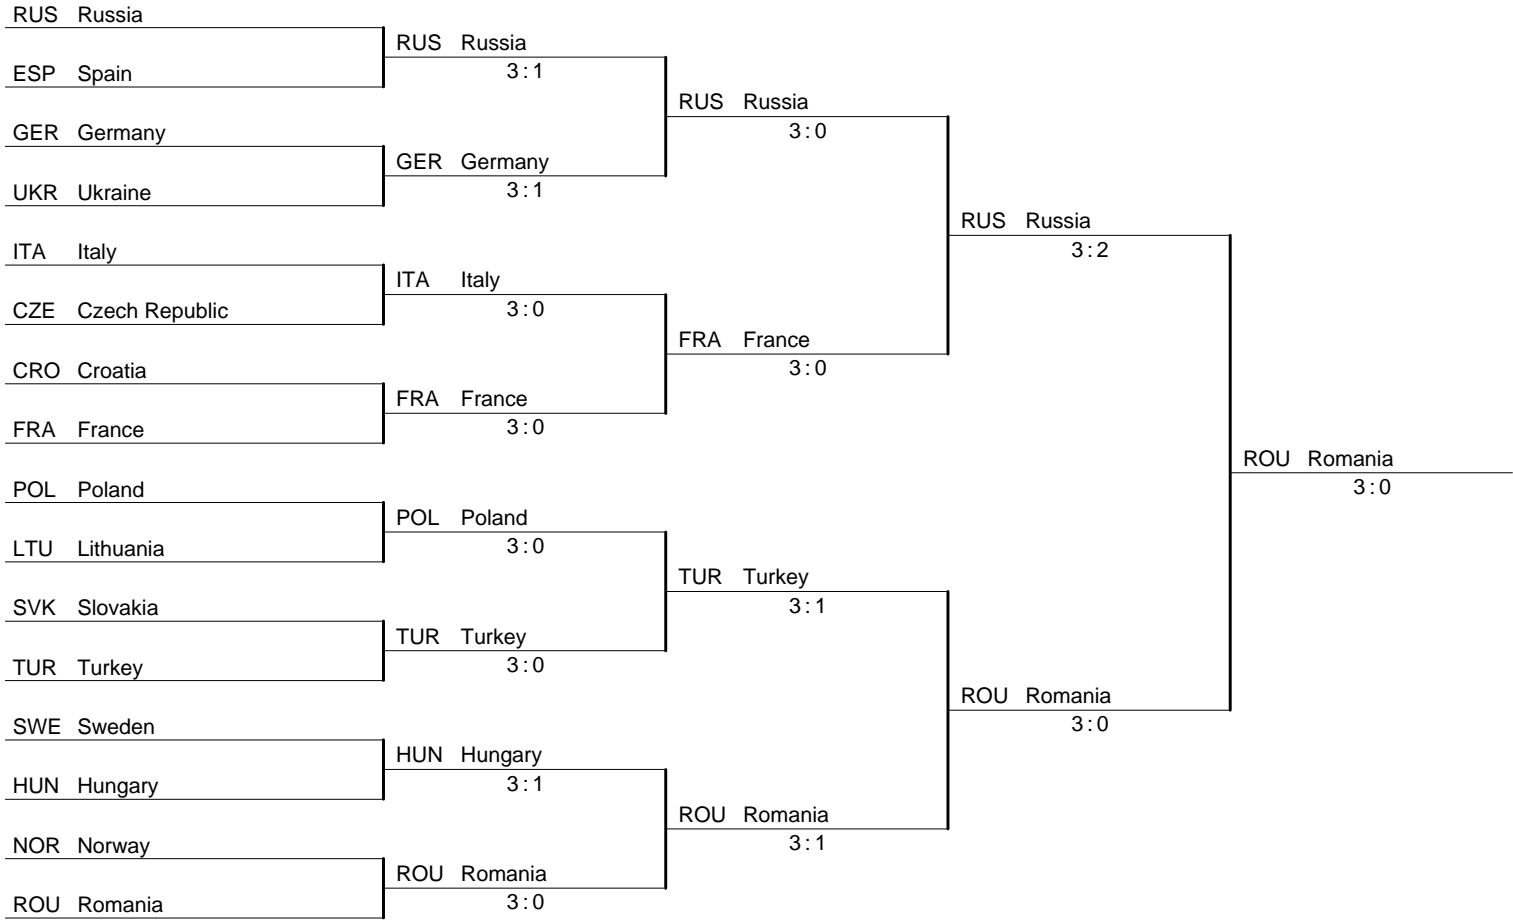 RUS Russia
ESP Spain
GER Germany
UKR Ukraine
ITA Italy
CZE Czech Republic
CRO Croatia
FRA France
POL Poland
LTU Lithuania
SVK Slovakia
TUR Turkey
SWE Sweden
HUN Hungary
NOR Norway
ROU Romania
RUS Russia
3:1
GER Germany
3:1
ITA Italy
3:0
FRA France
3:0
POL Poland
3:0
TUR Turkey
3:0
HUN Hungary
3:1
ROU Romania
3:0
RUS Russia
3:0
FRA France
3:0
TUR Turkey
3:1
ROU Romania
3:1
RUS Russia
3:2
ROU Romania
3:0
ROU Romania
3:0